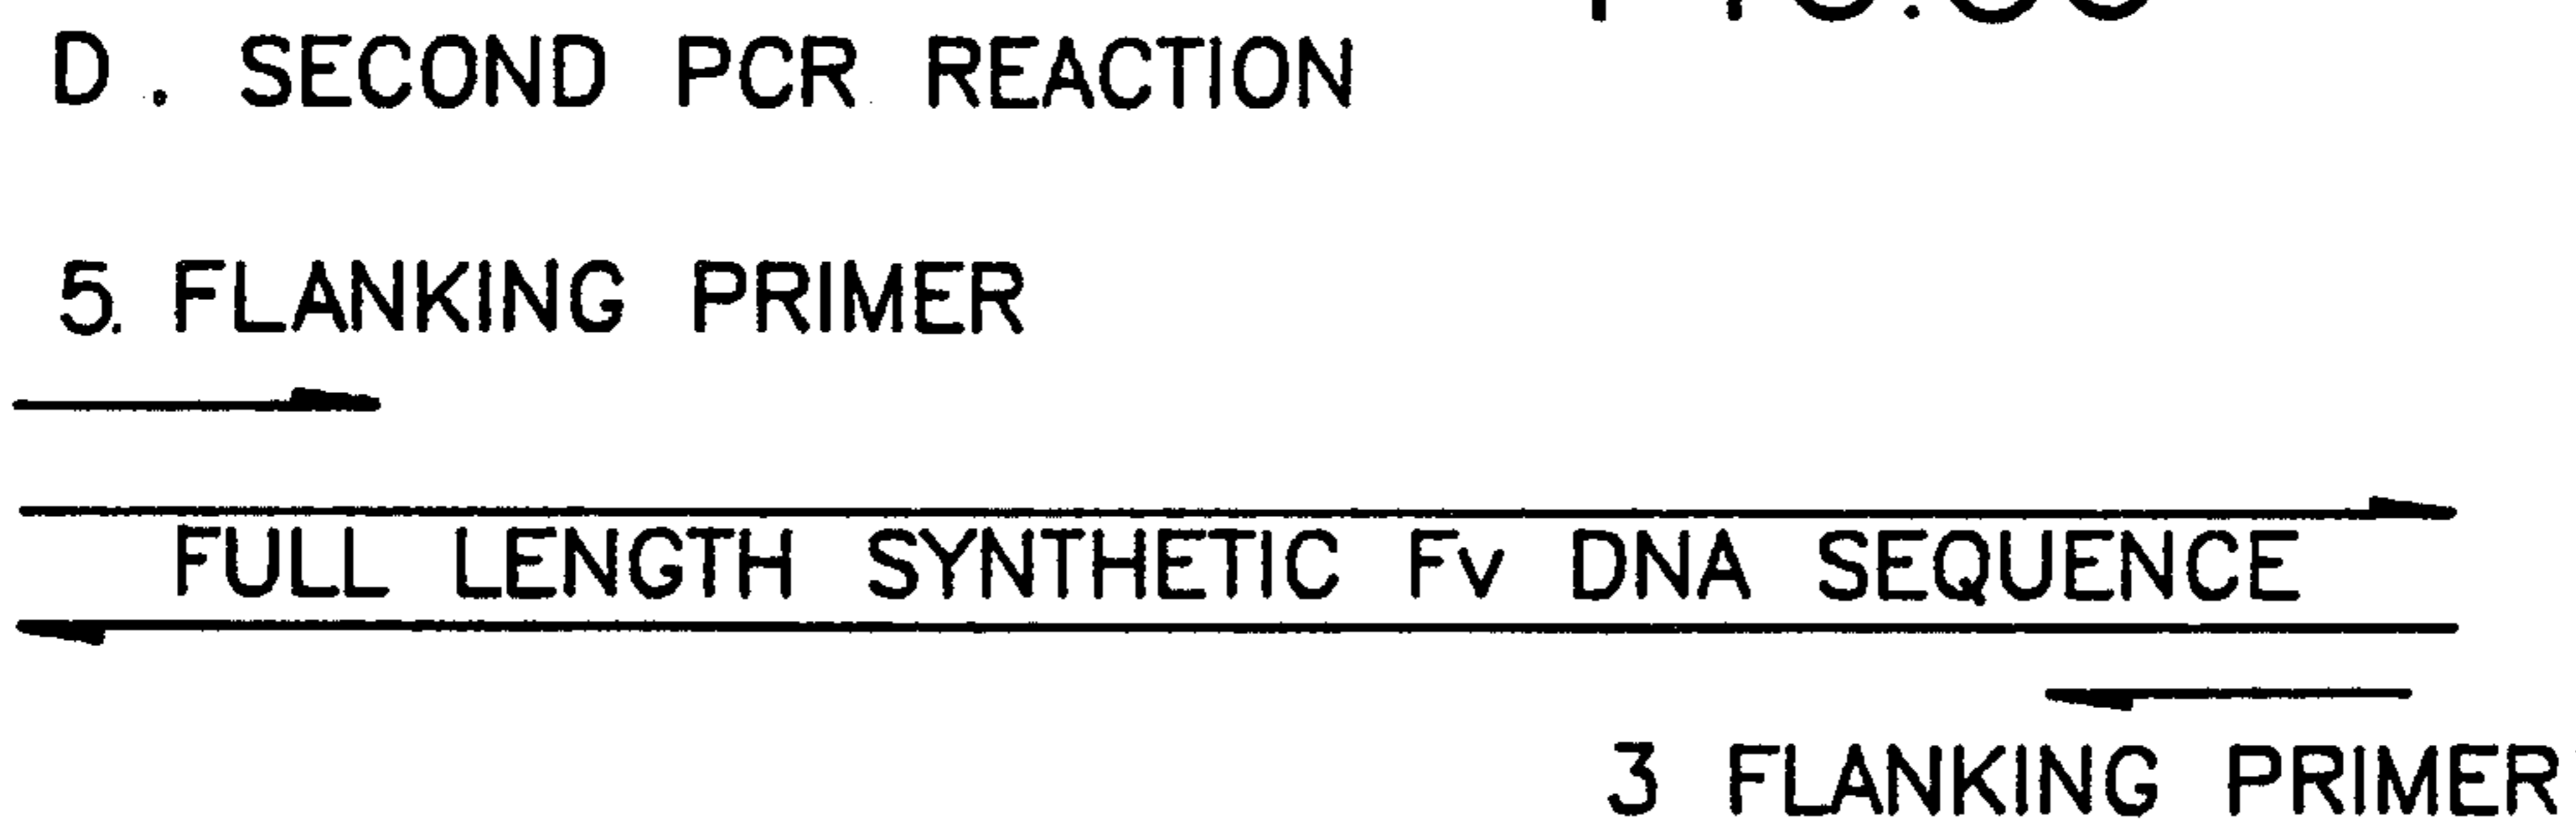 D. SECOND PCR REACTION
5. FLANKING PRIMER
FULL LENGTH SYNTHETIC Fv DNA SEQUENCE
3 FLANKING PRIMER